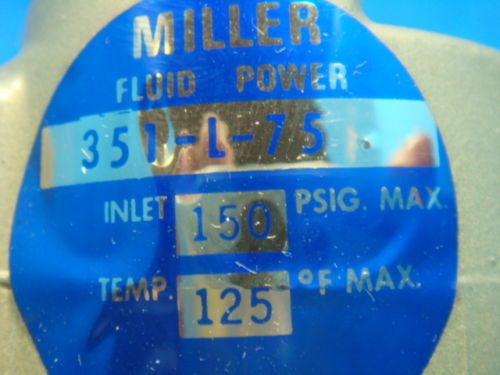 MILLER
FLUID POWER
351-L-75
INLET 150 PSIG. MAX.
TEMP. 125 °F MAX.